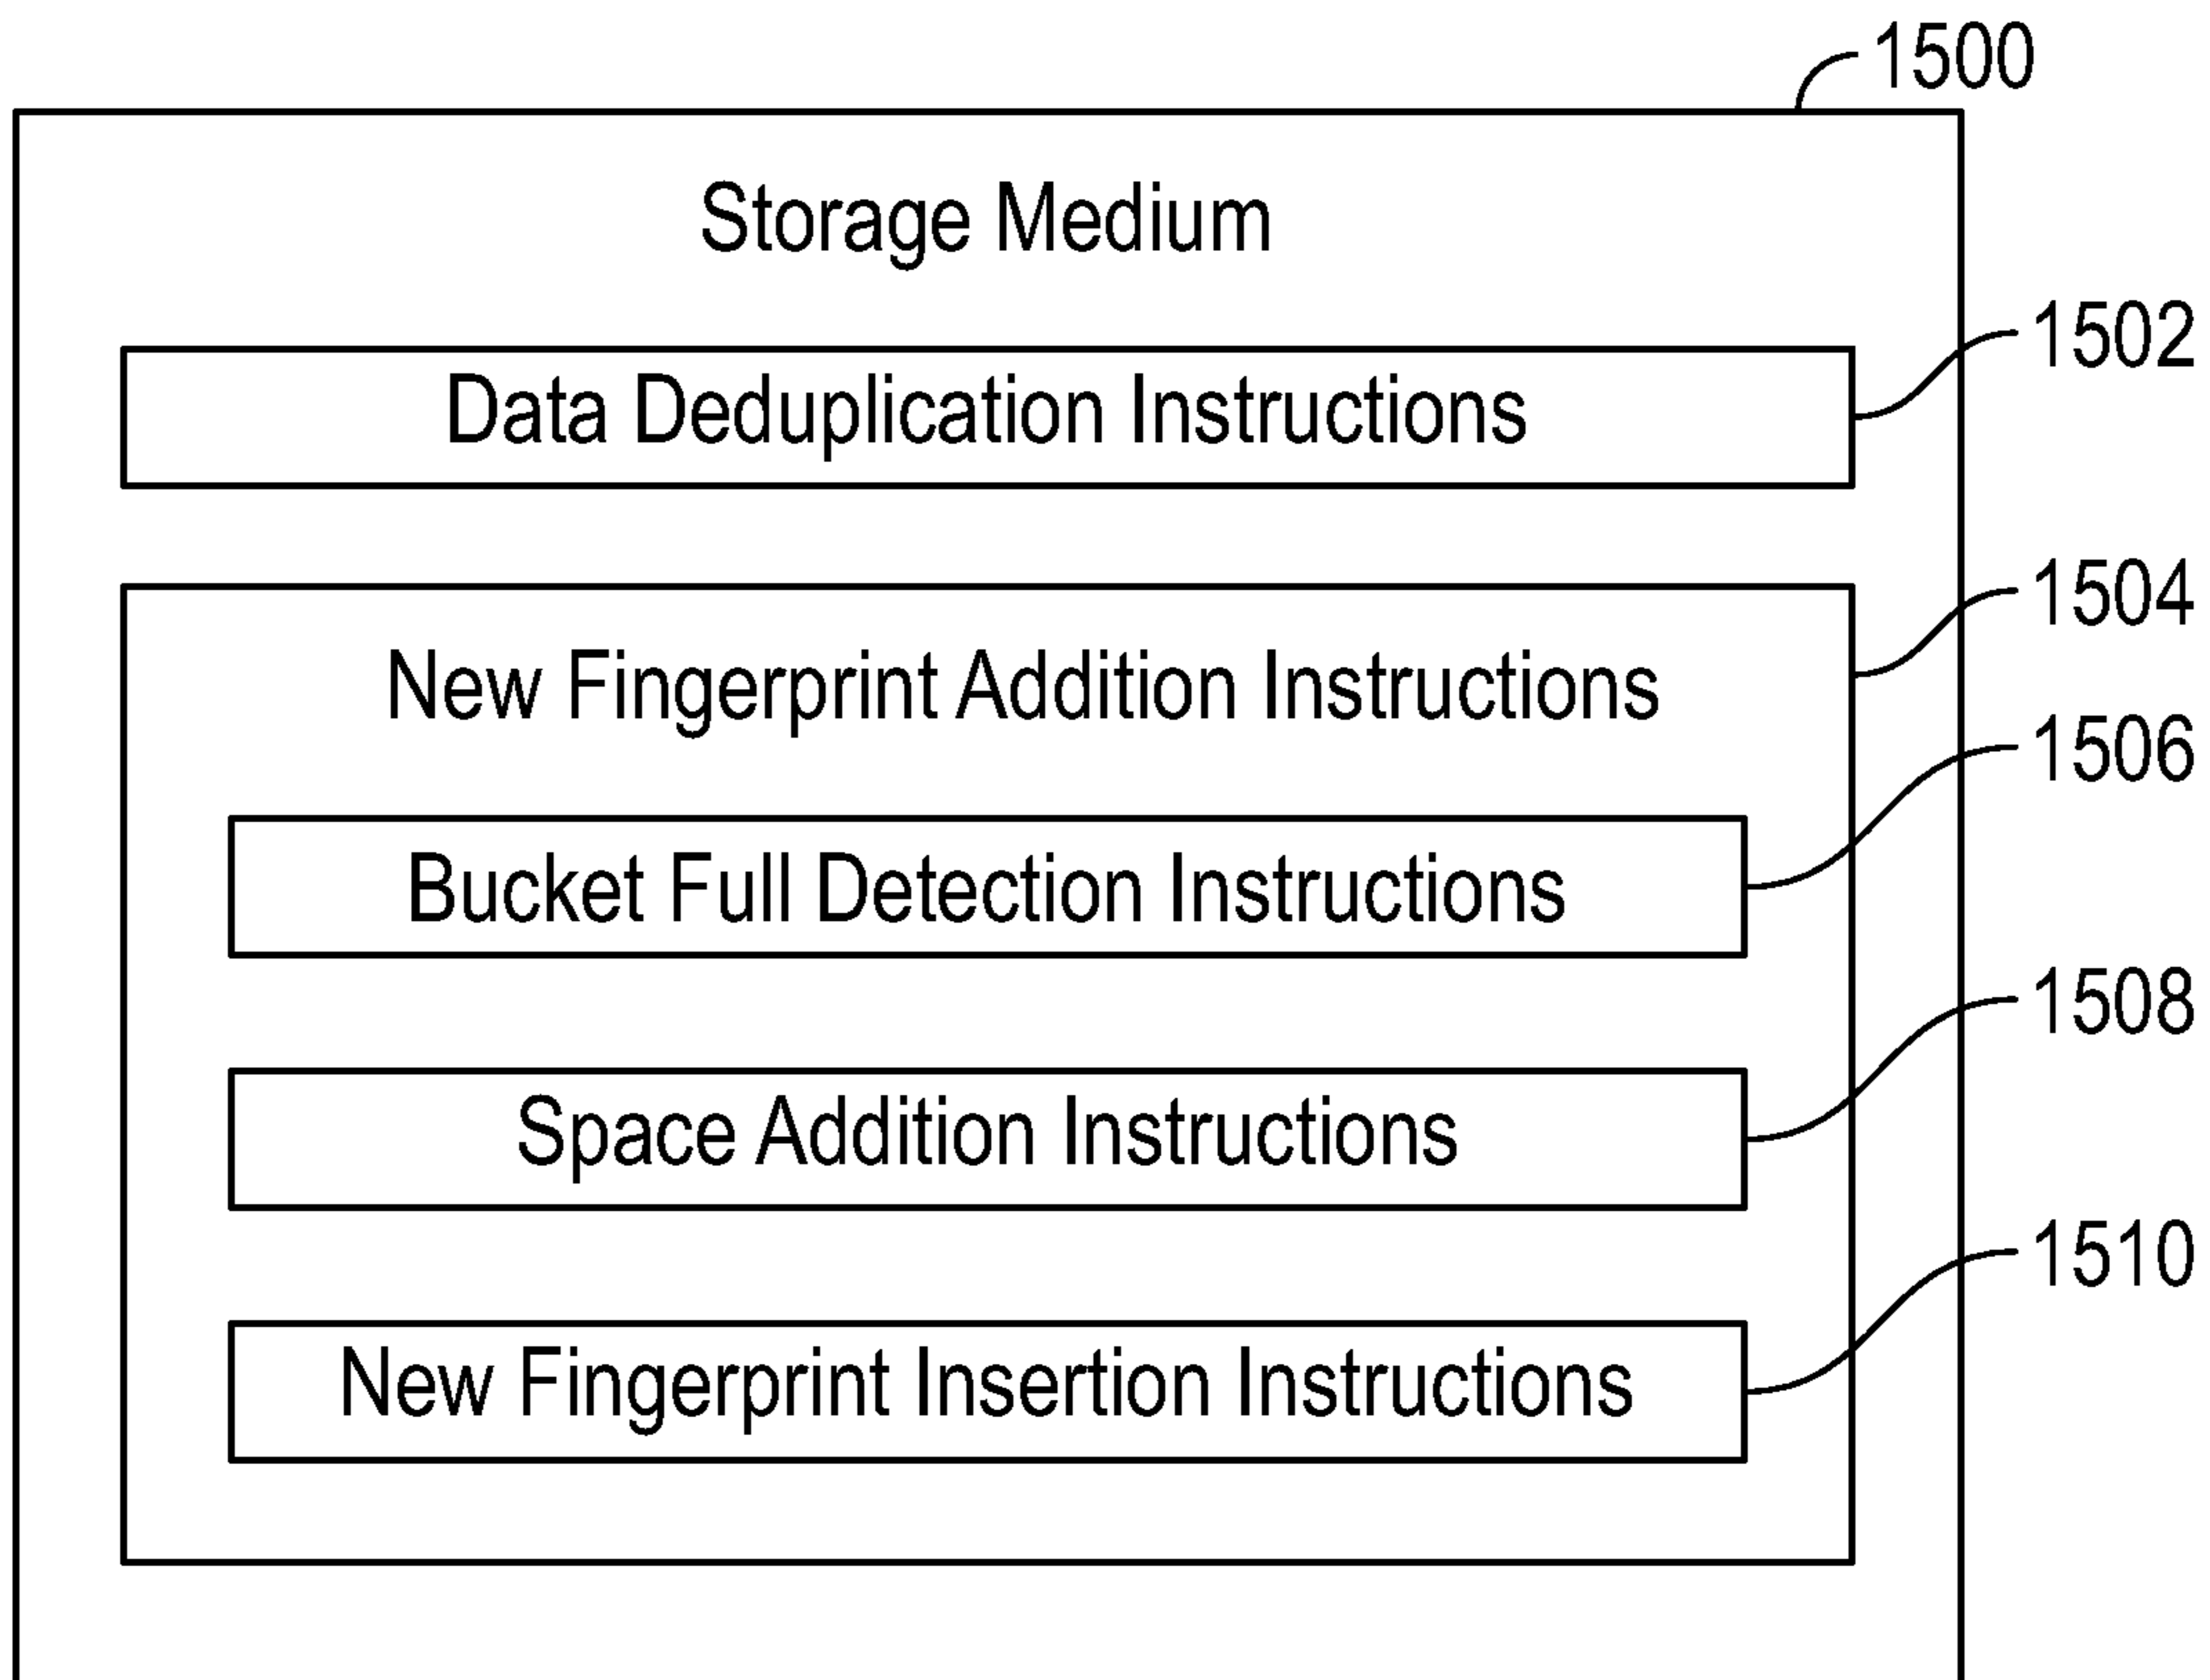 1500
Storage Medium
1502
Data Deduplication Instructions
1504
New Fingerprint Addition Instructions
1506
Bucket Full Detection Instructions
1508
Space Addition Instructions
1510
New Fingerprint Insertion Instructions